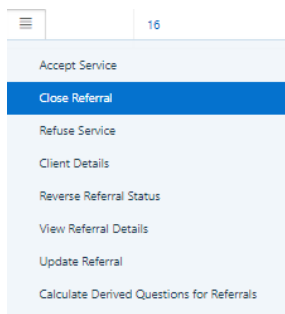 16
Accept Service
Close Referral
Refuse Service
Client Details
Reverse Referral Status
View Referral Details
Update Referral
Calculate Derived Questions for Referrals